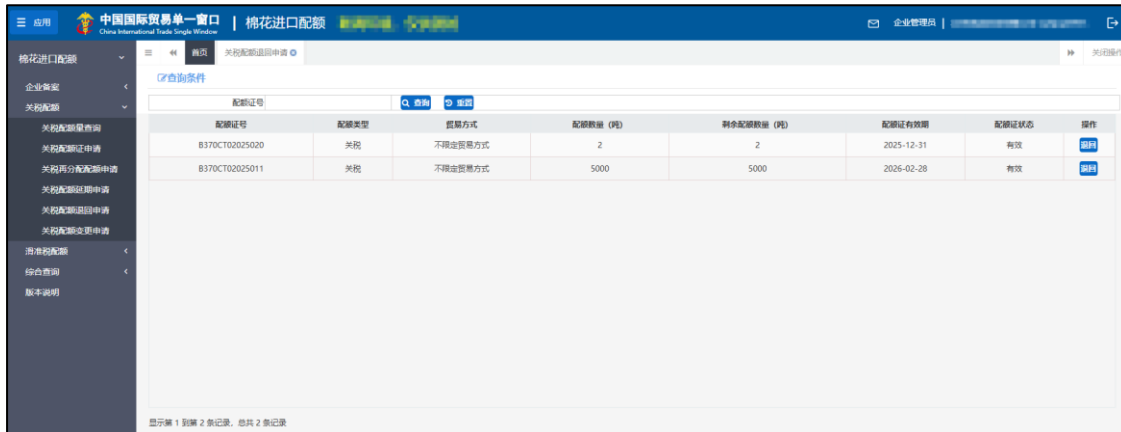 ☰ 应用
中国国际贸易单一窗口 | 棉花进口配额
China International Trade Single Window
企业管理员 |
棉花进口配额
首页 关税配额退回申请
关闭操作
查询条件
企业备案
关税配额
关税配额量查询
关税配额证申请
关税再分配配额申请
关税配额延期申请
关税配额退回申请
关税配额变更申请
滑准税配额
综合查询
版本说明
配额证号 查询 重置
配额证号 配额类型 贸易方式 配额数量（吨） 剩余配额数量（吨） 配额证有效期 配额证状态 操作
B370CT02025020 关税 不限定贸易方式 2 2 2025-12-31 有效 退回
B370CT02025011 关税 不限定贸易方式 5000 5000 2026-02-28 有效 退回
显示第 1 到第 2 条记录，总共 2 条记录